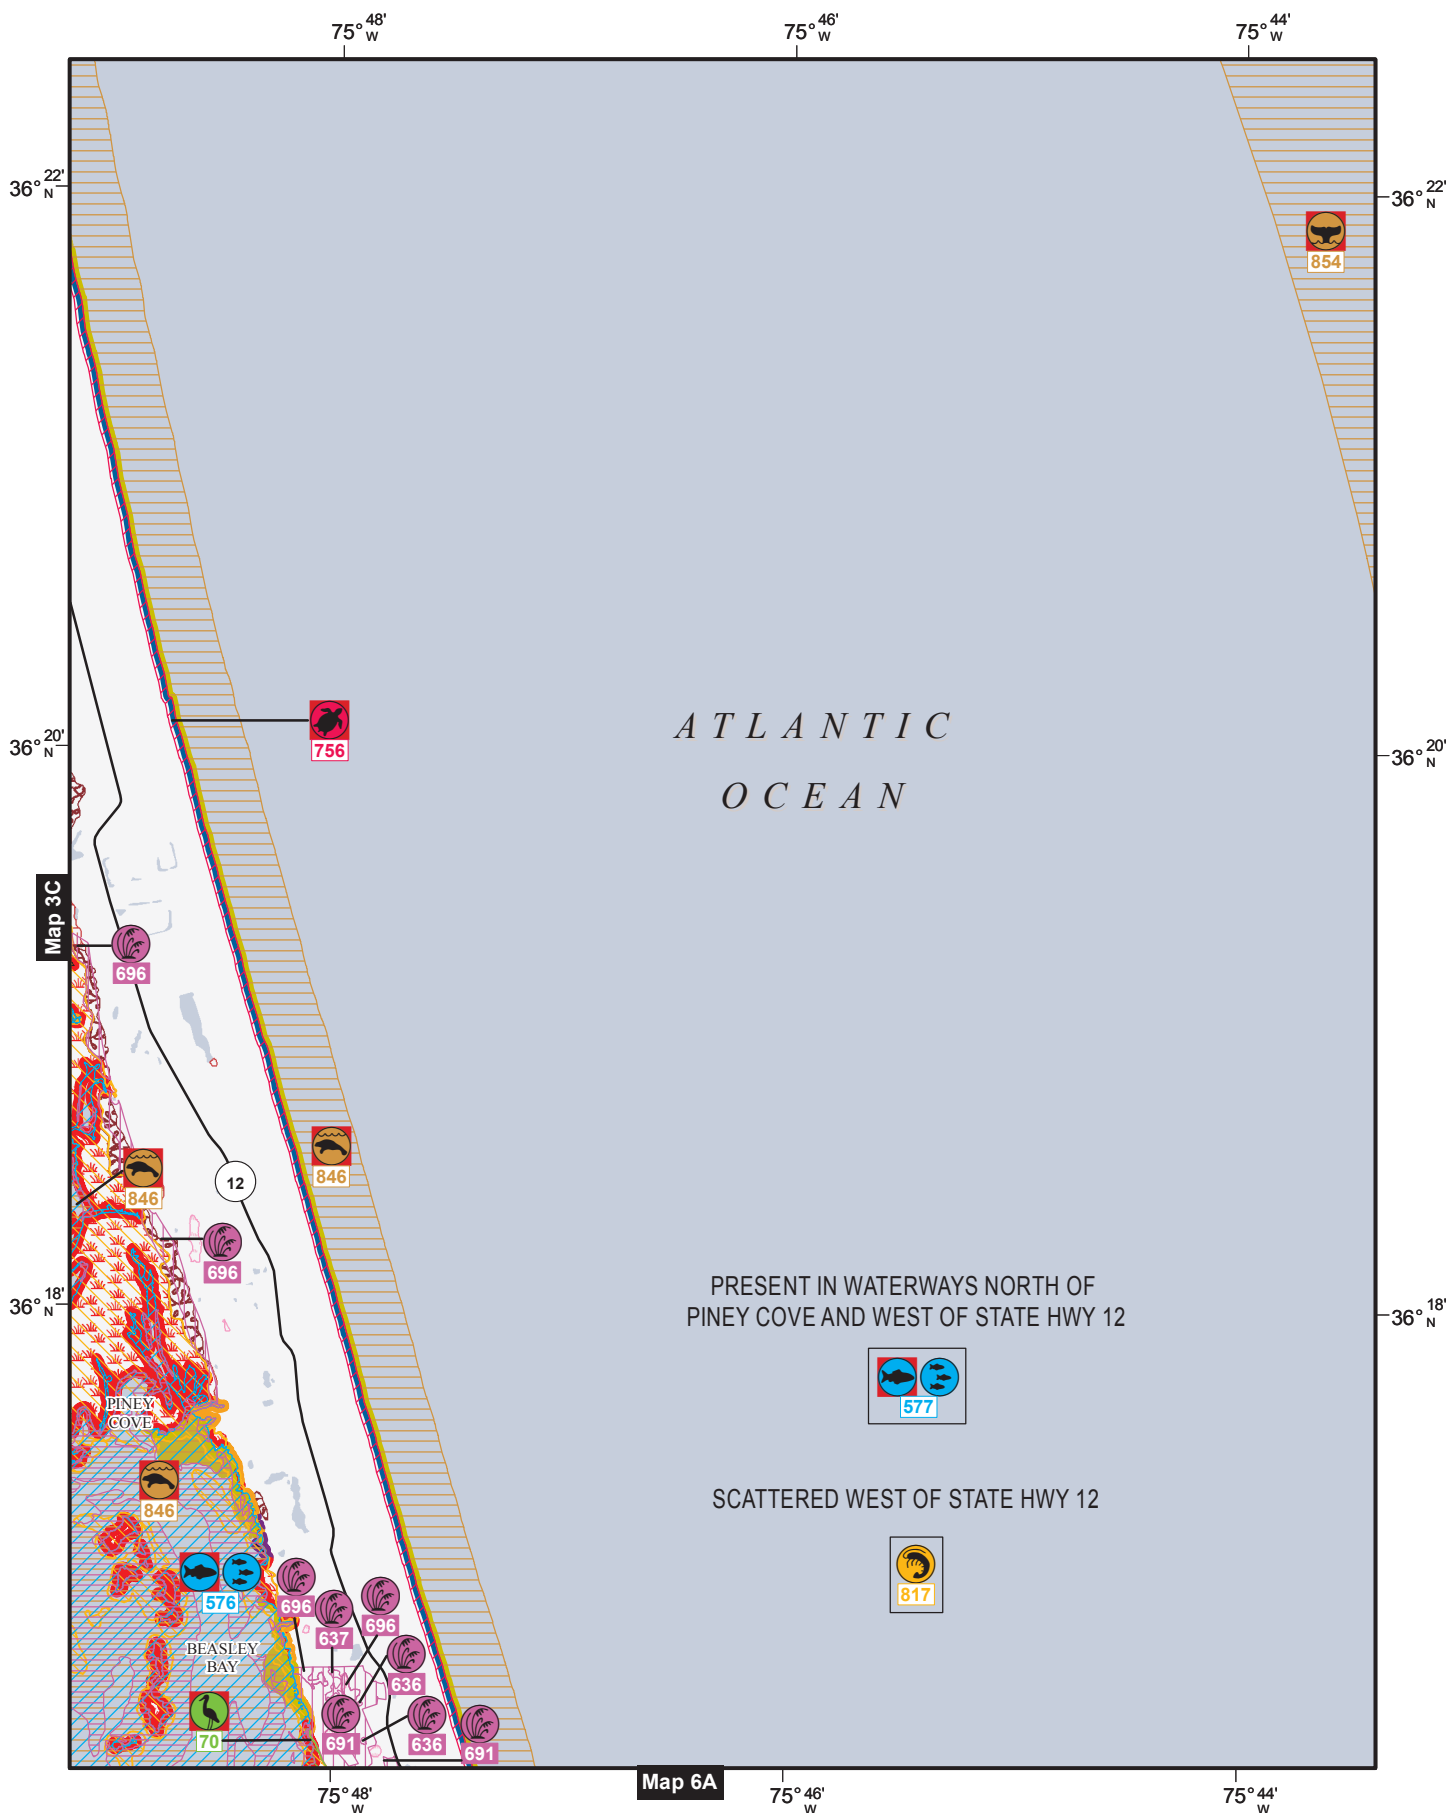 75° 48' W
75° 46' W
75° 44' W
36° 22' N
36° 22' N
854
756
36° 20' N
36° 20' N
ATLANTIC
OCEAN
Map 3C
696
846
846
12
696
PRESENT IN WATERWAYS NORTH OF
PINEY COVE AND WEST OF STATE HWY 12
36° 18' N
36° 18' N
577
PINEY
COVE
846
SCATTERED WEST OF STATE HWY 12
817
576
696
637
696
BEASLEY
BAY
636
70
691
636
691
Map 6A
75° 48' W
75° 46' W
75° 44' W